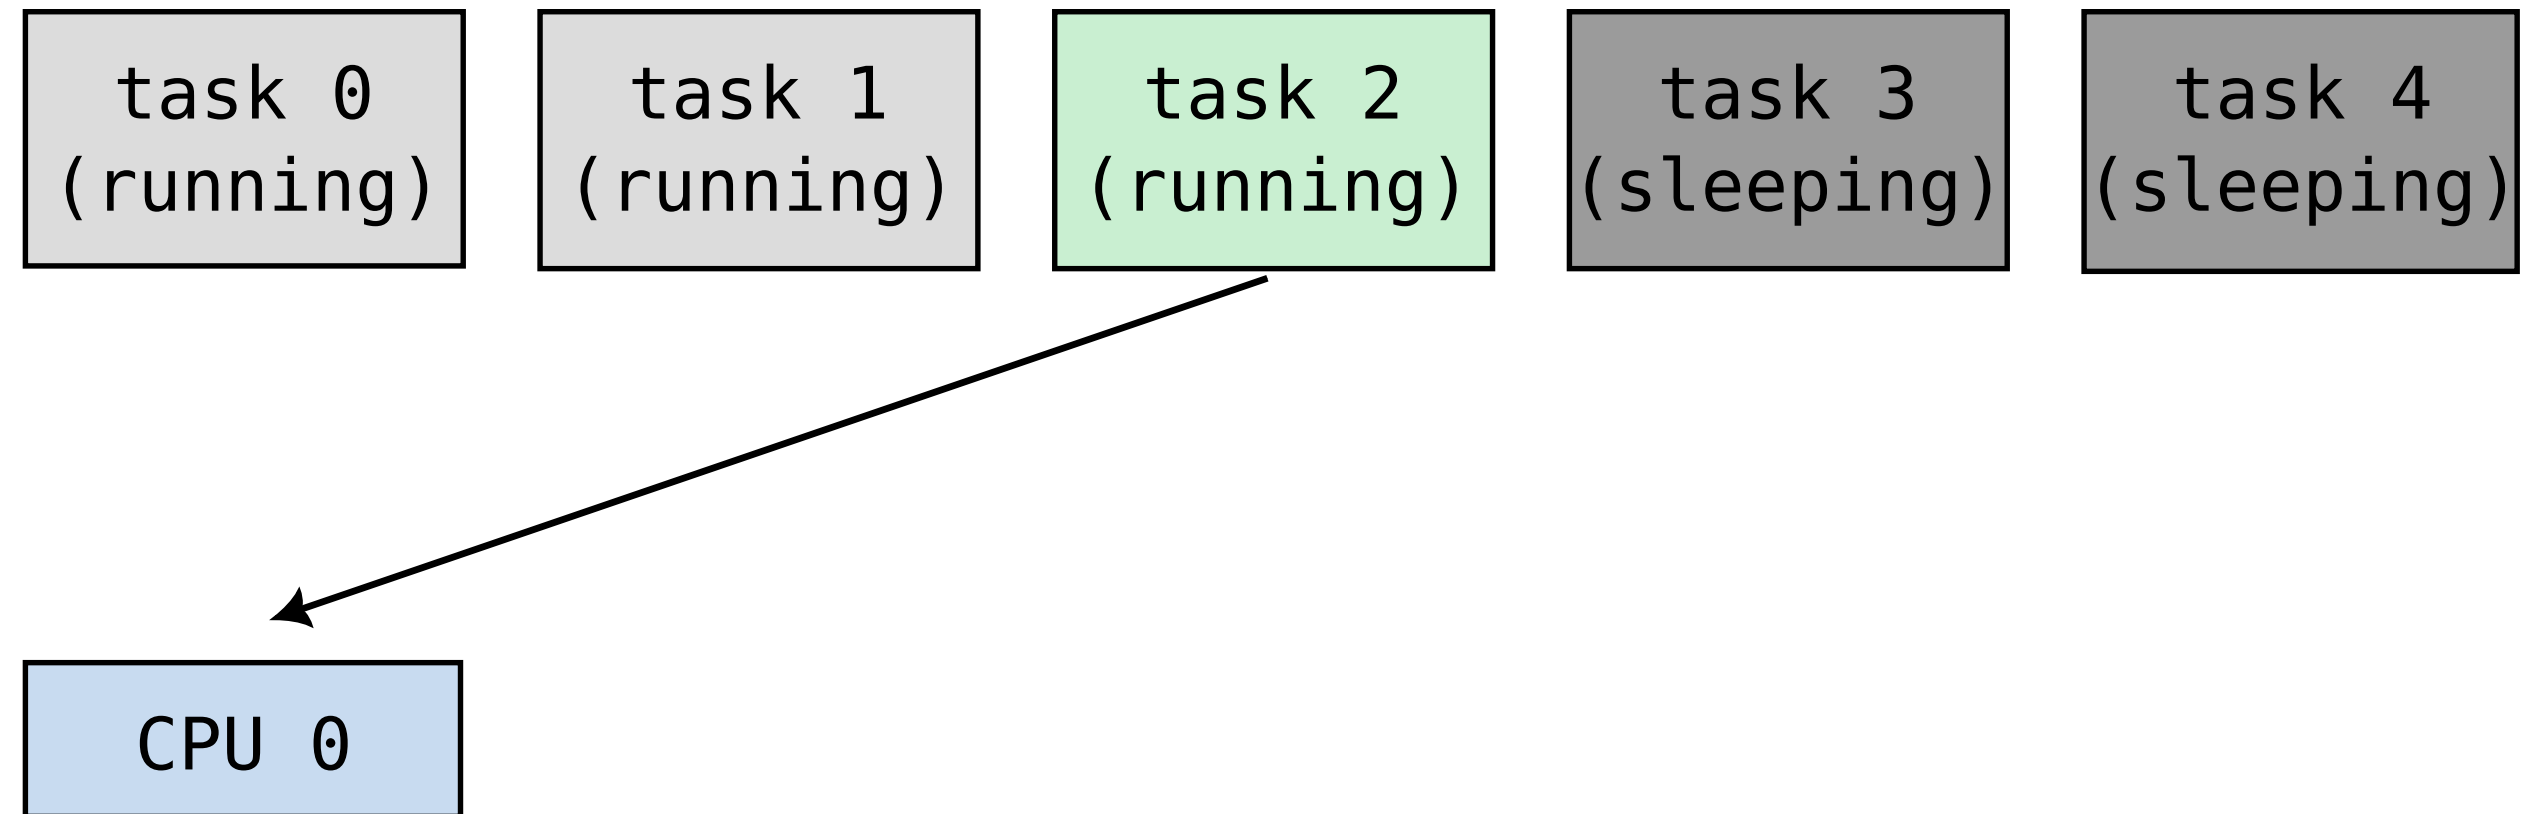 task 0
(running)
task 1
(running)
task 2
(running)
task 3
(sleeping)
task 4
(sleeping)
CPU 0